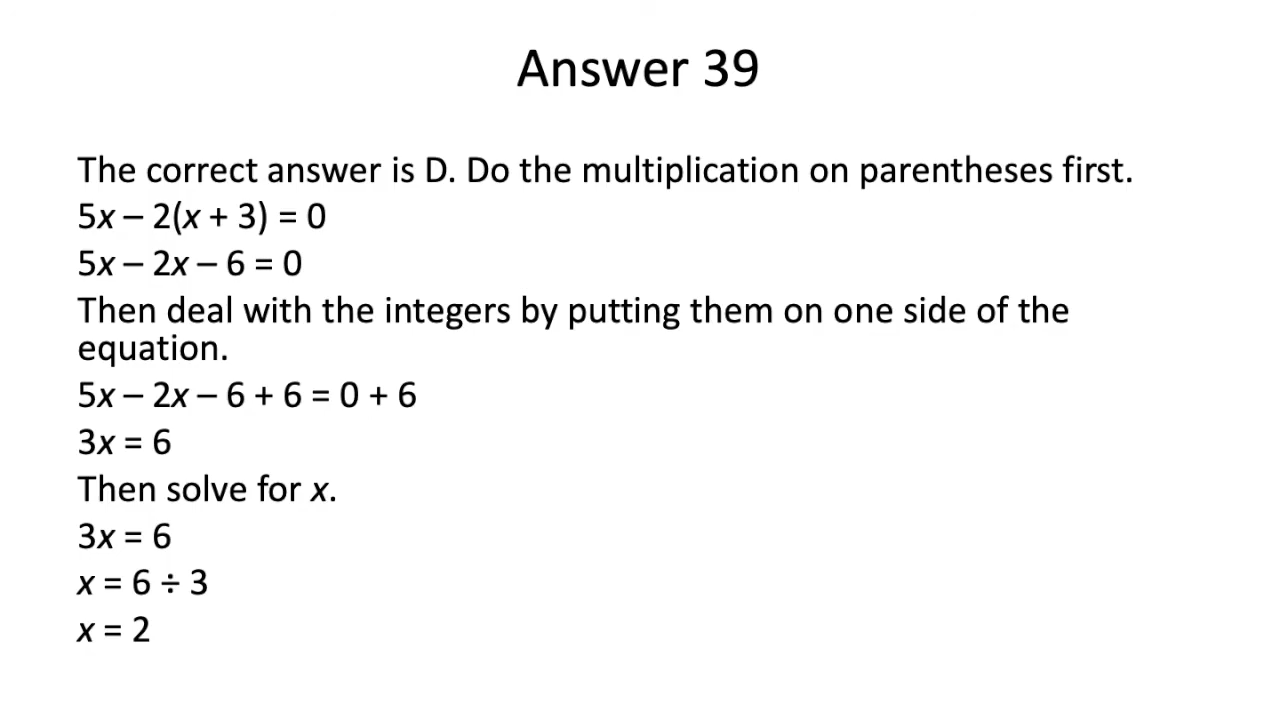 Answer 39
The correct answer is D. Do the multiplication on parentheses first.
5x – 2(x + 3) = 0
5x – 2x – 6 = 0
Then deal with the integers by putting them on one side of the
equation.
5x – 2x – 6 + 6 = 0 + 6
3x = 6
Then solve for x.
3x = 6
x = 6 ÷ 3
x = 2